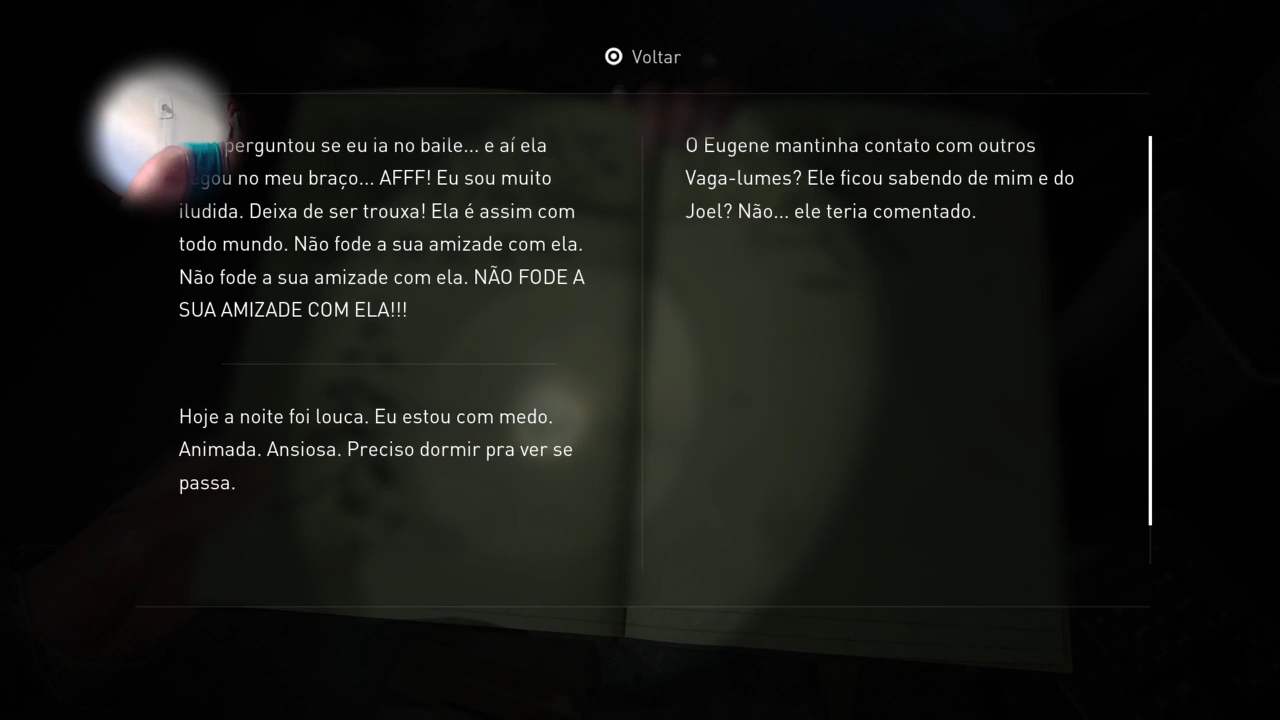 Voltar
perguntou se eu ia no baile... e aí ela
no meu braço... AFFF! Eu sou muito
iludida. Deixa de ser trouxa! Ela é assim com
todo mundo. Não fode a sua amizade com ela.
Não fode a sua amizade com ela. NÃO FODE A
SUA AMIZADE COM ELA!!!
Hoje a noite foi louca. Eu estou com medo.
Animada. Ansiosa. Preciso dormir pra ver se
passa.
O Eugene mantinha contato com outros
Vaga-lumes? Ele ficou sabendo de mim e do
Joel? Não... ele teria comentado.